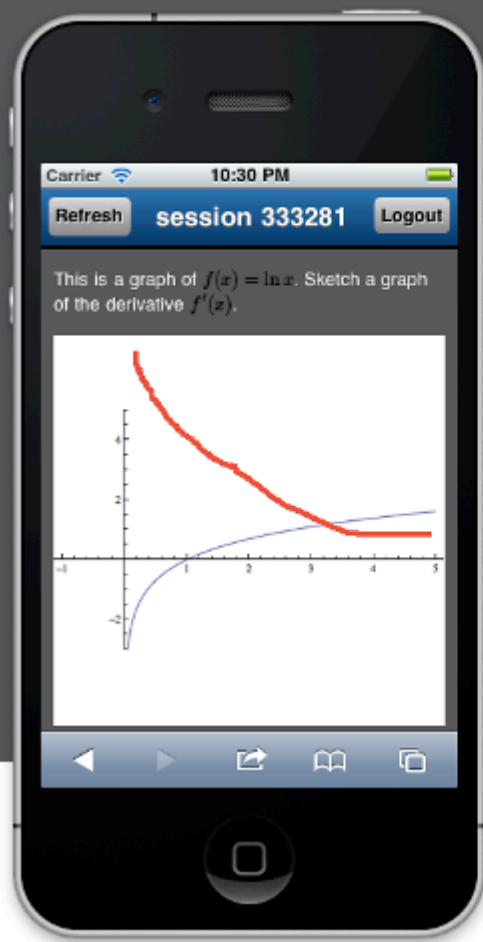 Carrier 10:30 PM
Refresh session 333281 Logout
This is a graph of f(x) = ln x. Sketch a graph
of the derivative f′(x).
4
2
-1 1 2 3 4 5
-2